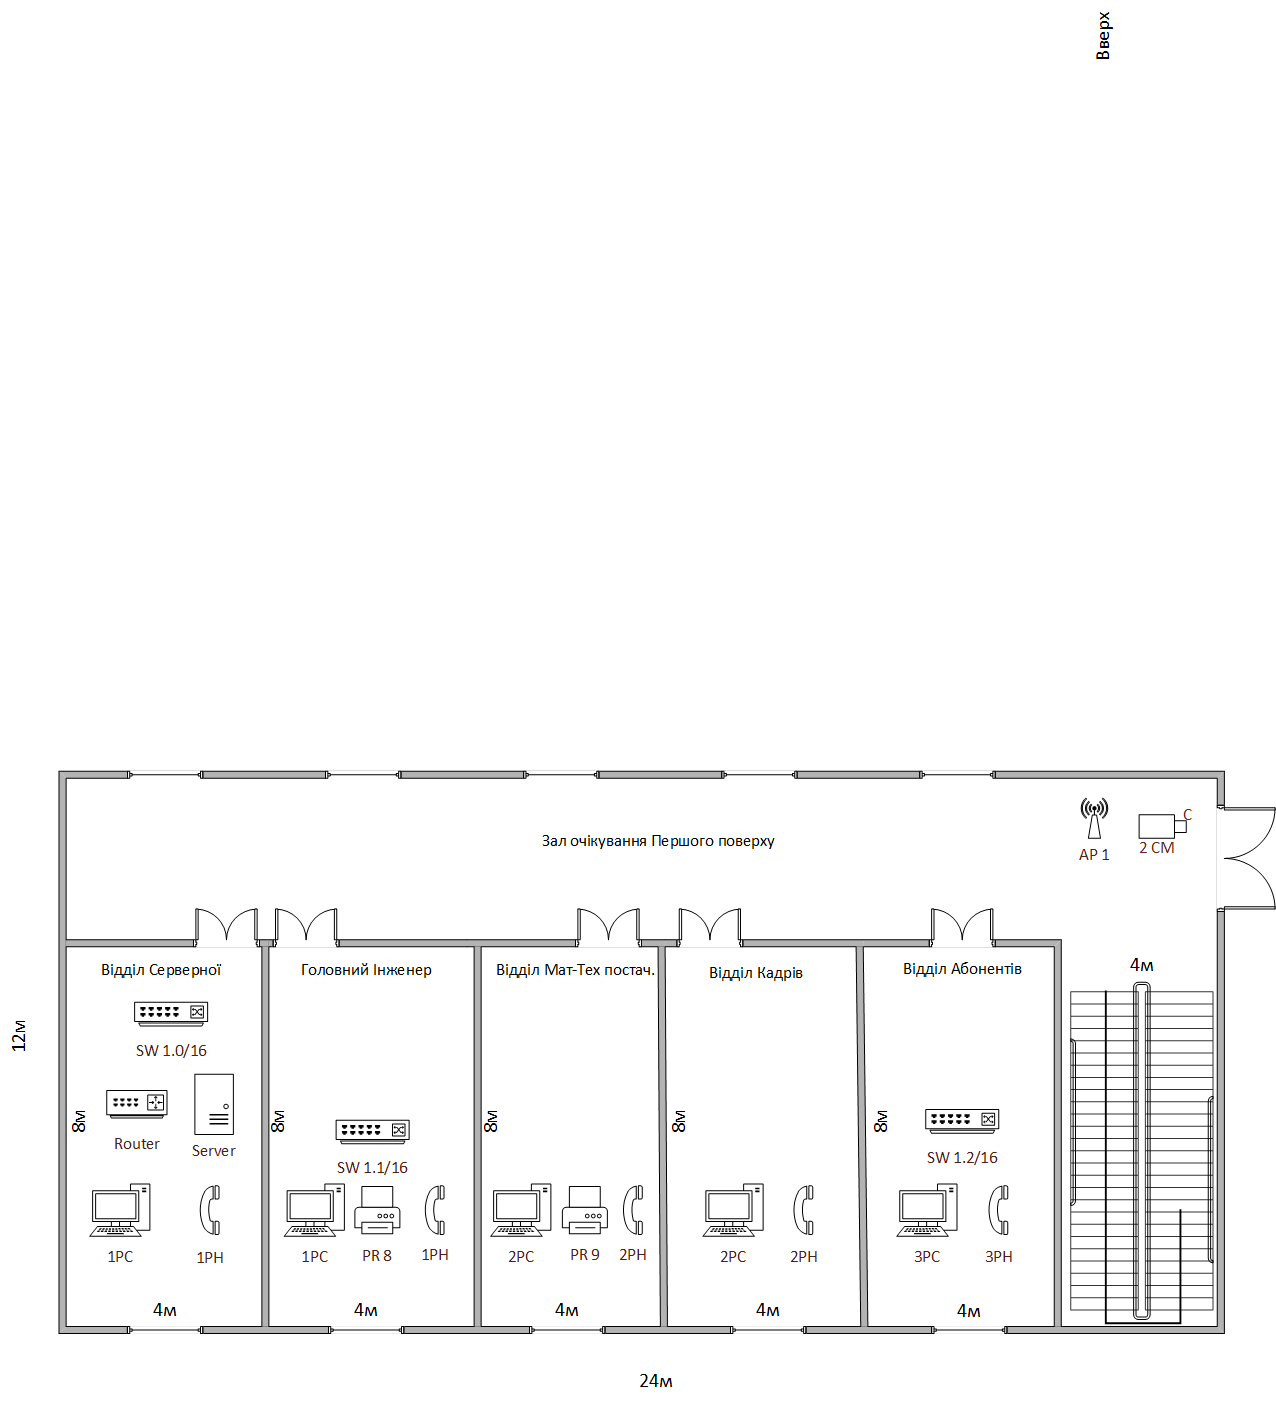 Вверх
Зал очікування Першого поверху
C
AP 1
2 CM
Відділ Серверної
Головний Інженер
Відділ Мат-Тех постач.
Відділ Кадрів
Відділ Абонентів
4м
SW 1.0/16
12м
8м
8м
8м
8м
8м
Router
Server
SW 1.1/16
SW 1.2/16
1PC
1PH
1PC
PR 8
1PH
2PC
PR 9
2PH
2PC
2PH
3PC
3PH
4м
4м
4м
4м
4м
24м